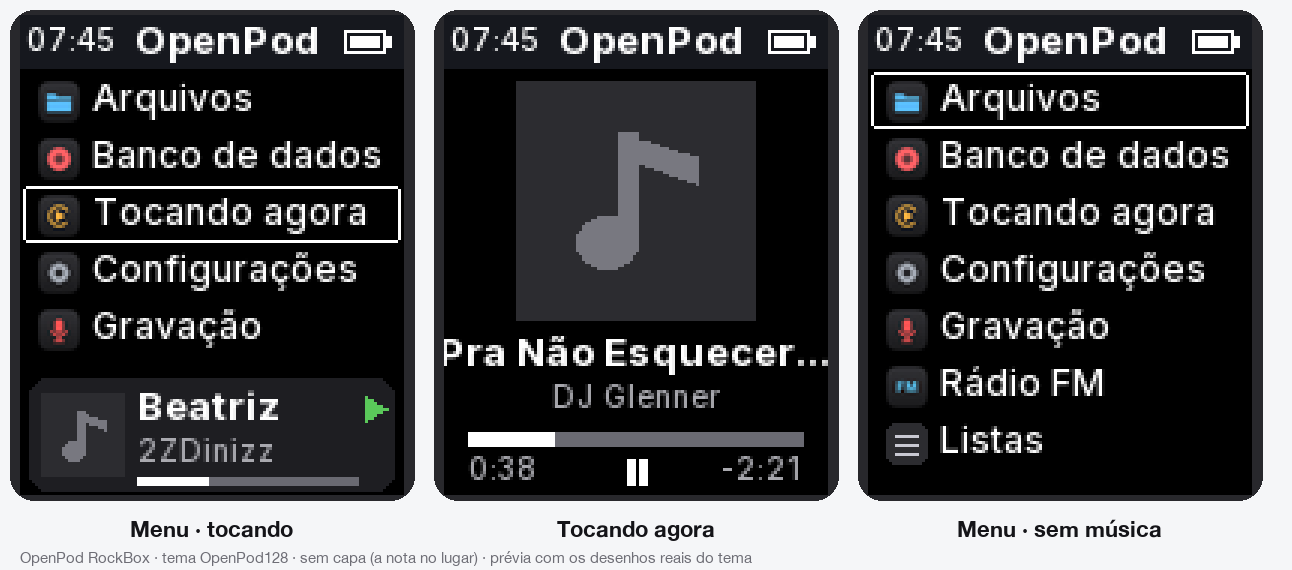 07:45 OpenPod
Arquivos
Banco de dados
Tocando agora
Configurações
Gravação
Beatriz
2ZDinizz
Menu · tocando
07:45 OpenPod
Pra Não Esquecer...
DJ Glenner
0:38 -2:21
Tocando agora
07:45 OpenPod
Arquivos
Banco de dados
Tocando agora
Configurações
Gravação
FM Rádio FM
Listas
Menu · sem música
OpenPod RockBox · tema OpenPod128 · sem capa (a nota no lugar) · prévia com os desenhos reais do tema